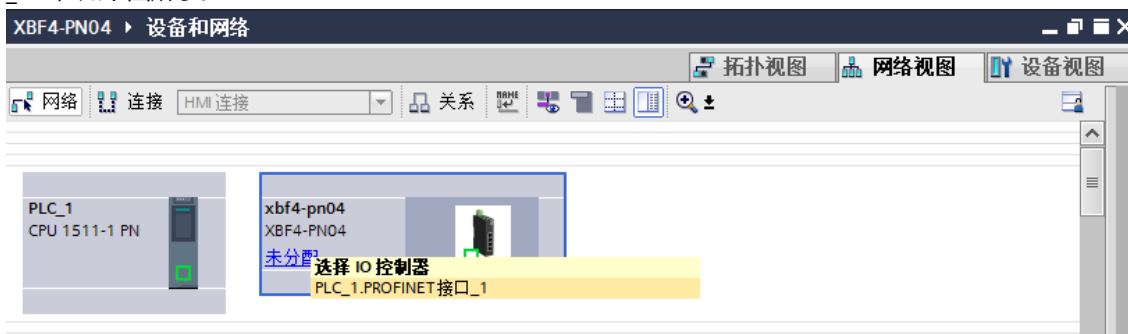 XBF4-PN04 ▸ 设备和网络
拓扑视图 网络视图 设备视图
网络 连接 HMI 连接 关系
PLC_1
CPU 1511-1 PN
xbf4-pn04
XBF4-PN04
未分配
选择 IO 控制器
PLC_1.PROFINET接口_1